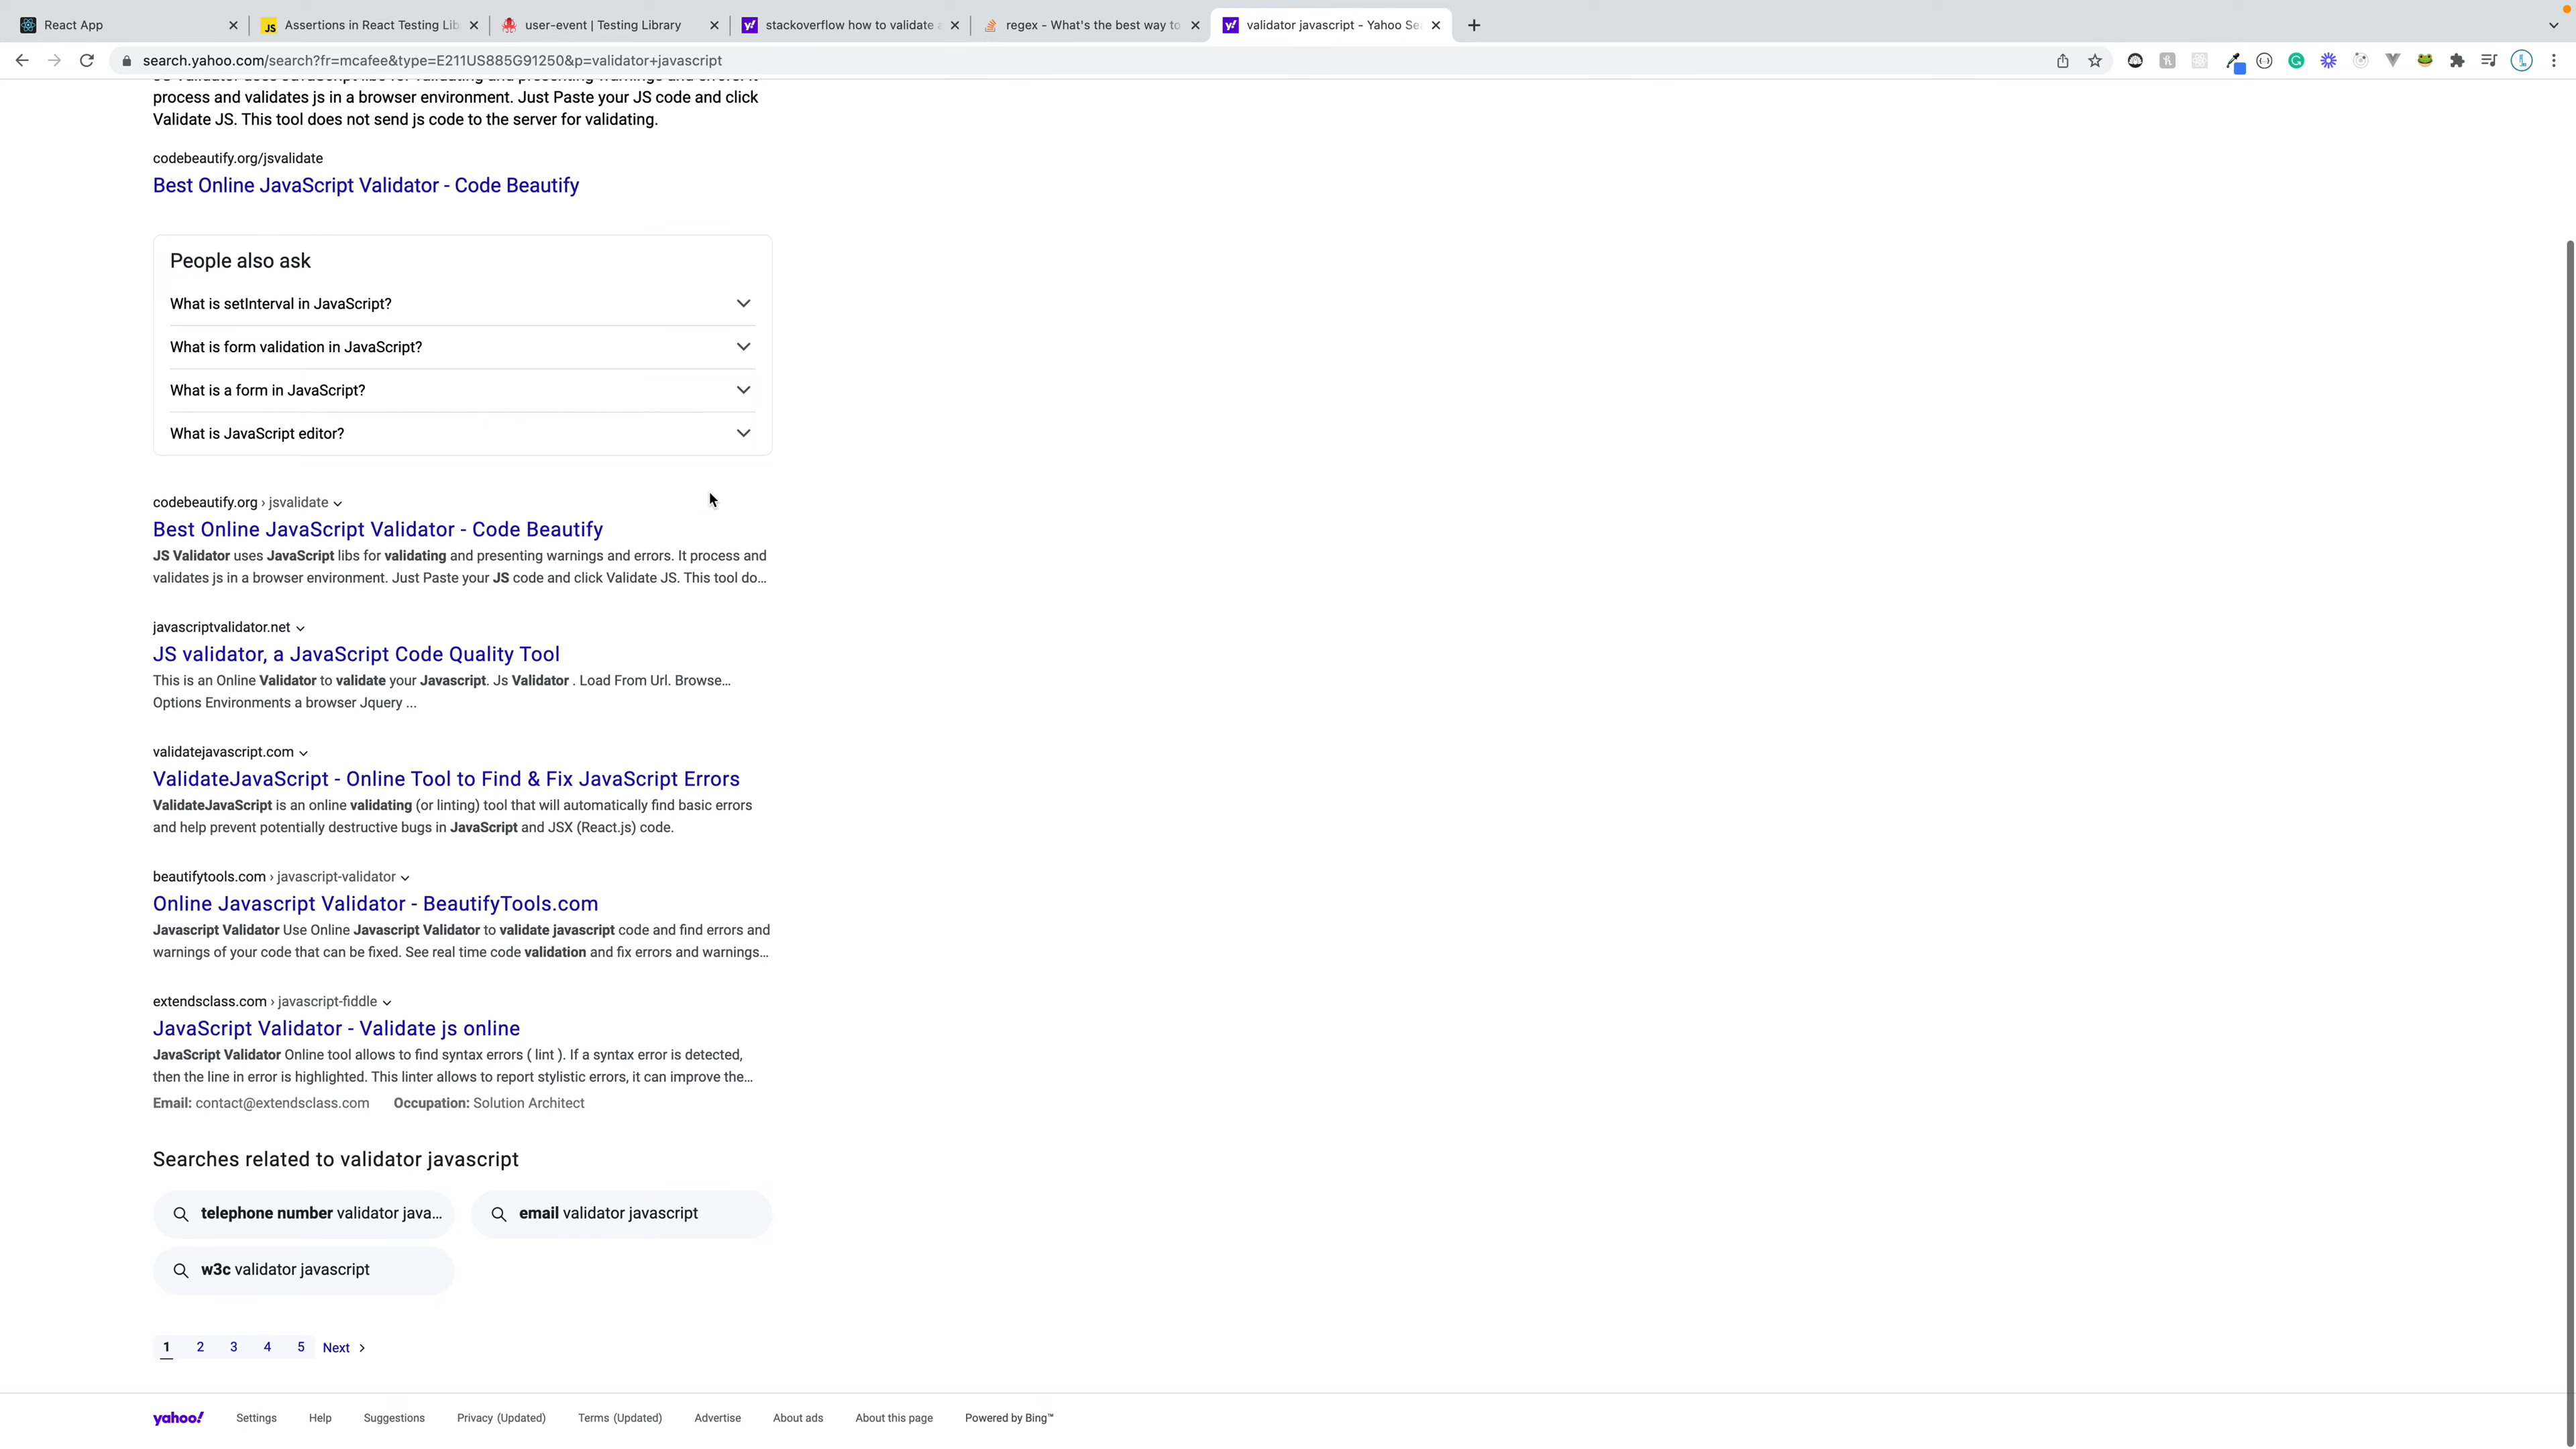 React App
Assertions in React Testing Lib
user-event | Testing Library
stackoverflow how to validate
regex - What's the best way to
validator javascript - Yahoo Sea
search.yahoo.com/search?fr=mcafee&type=E211US885G91250&p=validator+javascript
JS Validator uses JavaScript libs for validating and presenting warnings and errors. It
process and validates js in a browser environment. Just Paste your JS code and click
Validate JS. This tool does not send js code to the server for validating.
codebeautify.org/jsvalidate
Best Online JavaScript Validator - Code Beautify
People also ask
What is setInterval in JavaScript?
What is form validation in JavaScript?
What is a form in JavaScript?
What is JavaScript editor?
codebeautify.org › jsvalidate
Best Online JavaScript Validator - Code Beautify
JS Validator uses JavaScript libs for validating and presenting warnings and errors. It process and
validates js in a browser environment. Just Paste your JS code and click Validate JS. This tool do...
javascriptvalidator.net
JS validator, a JavaScript Code Quality Tool
This is an Online Validator to validate your Javascript. Js Validator . Load From Url. Browse...
Options Environments a browser Jquery ...
validatejavascript.com
ValidateJavaScript - Online Tool to Find & Fix JavaScript Errors
ValidateJavaScript is an online validating (or linting) tool that will automatically find basic errors
and help prevent potentially destructive bugs in JavaScript and JSX (React.js) code.
beautifytools.com › javascript-validator
Online Javascript Validator - BeautifyTools.com
Javascript Validator Use Online Javascript Validator to validate javascript code and find errors and
warnings of your code that can be fixed. See real time code validation and fix errors and warnings...
extendsclass.com › javascript-fiddle
JavaScript Validator - Validate js online
JavaScript Validator Online tool allows to find syntax errors ( lint ). If a syntax error is detected,
then the line in error is highlighted. This linter allows to report stylistic errors, it can improve the...
Email: contact@extendsclass.com Occupation: Solution Architect
Searches related to validator javascript
telephone number validator java...
email validator javascript
w3c validator javascript
1 2 3 4 5 Next >
yahoo! Settings Help Suggestions Privacy (Updated) Terms (Updated) Advertise About ads About this page Powered by Bing™